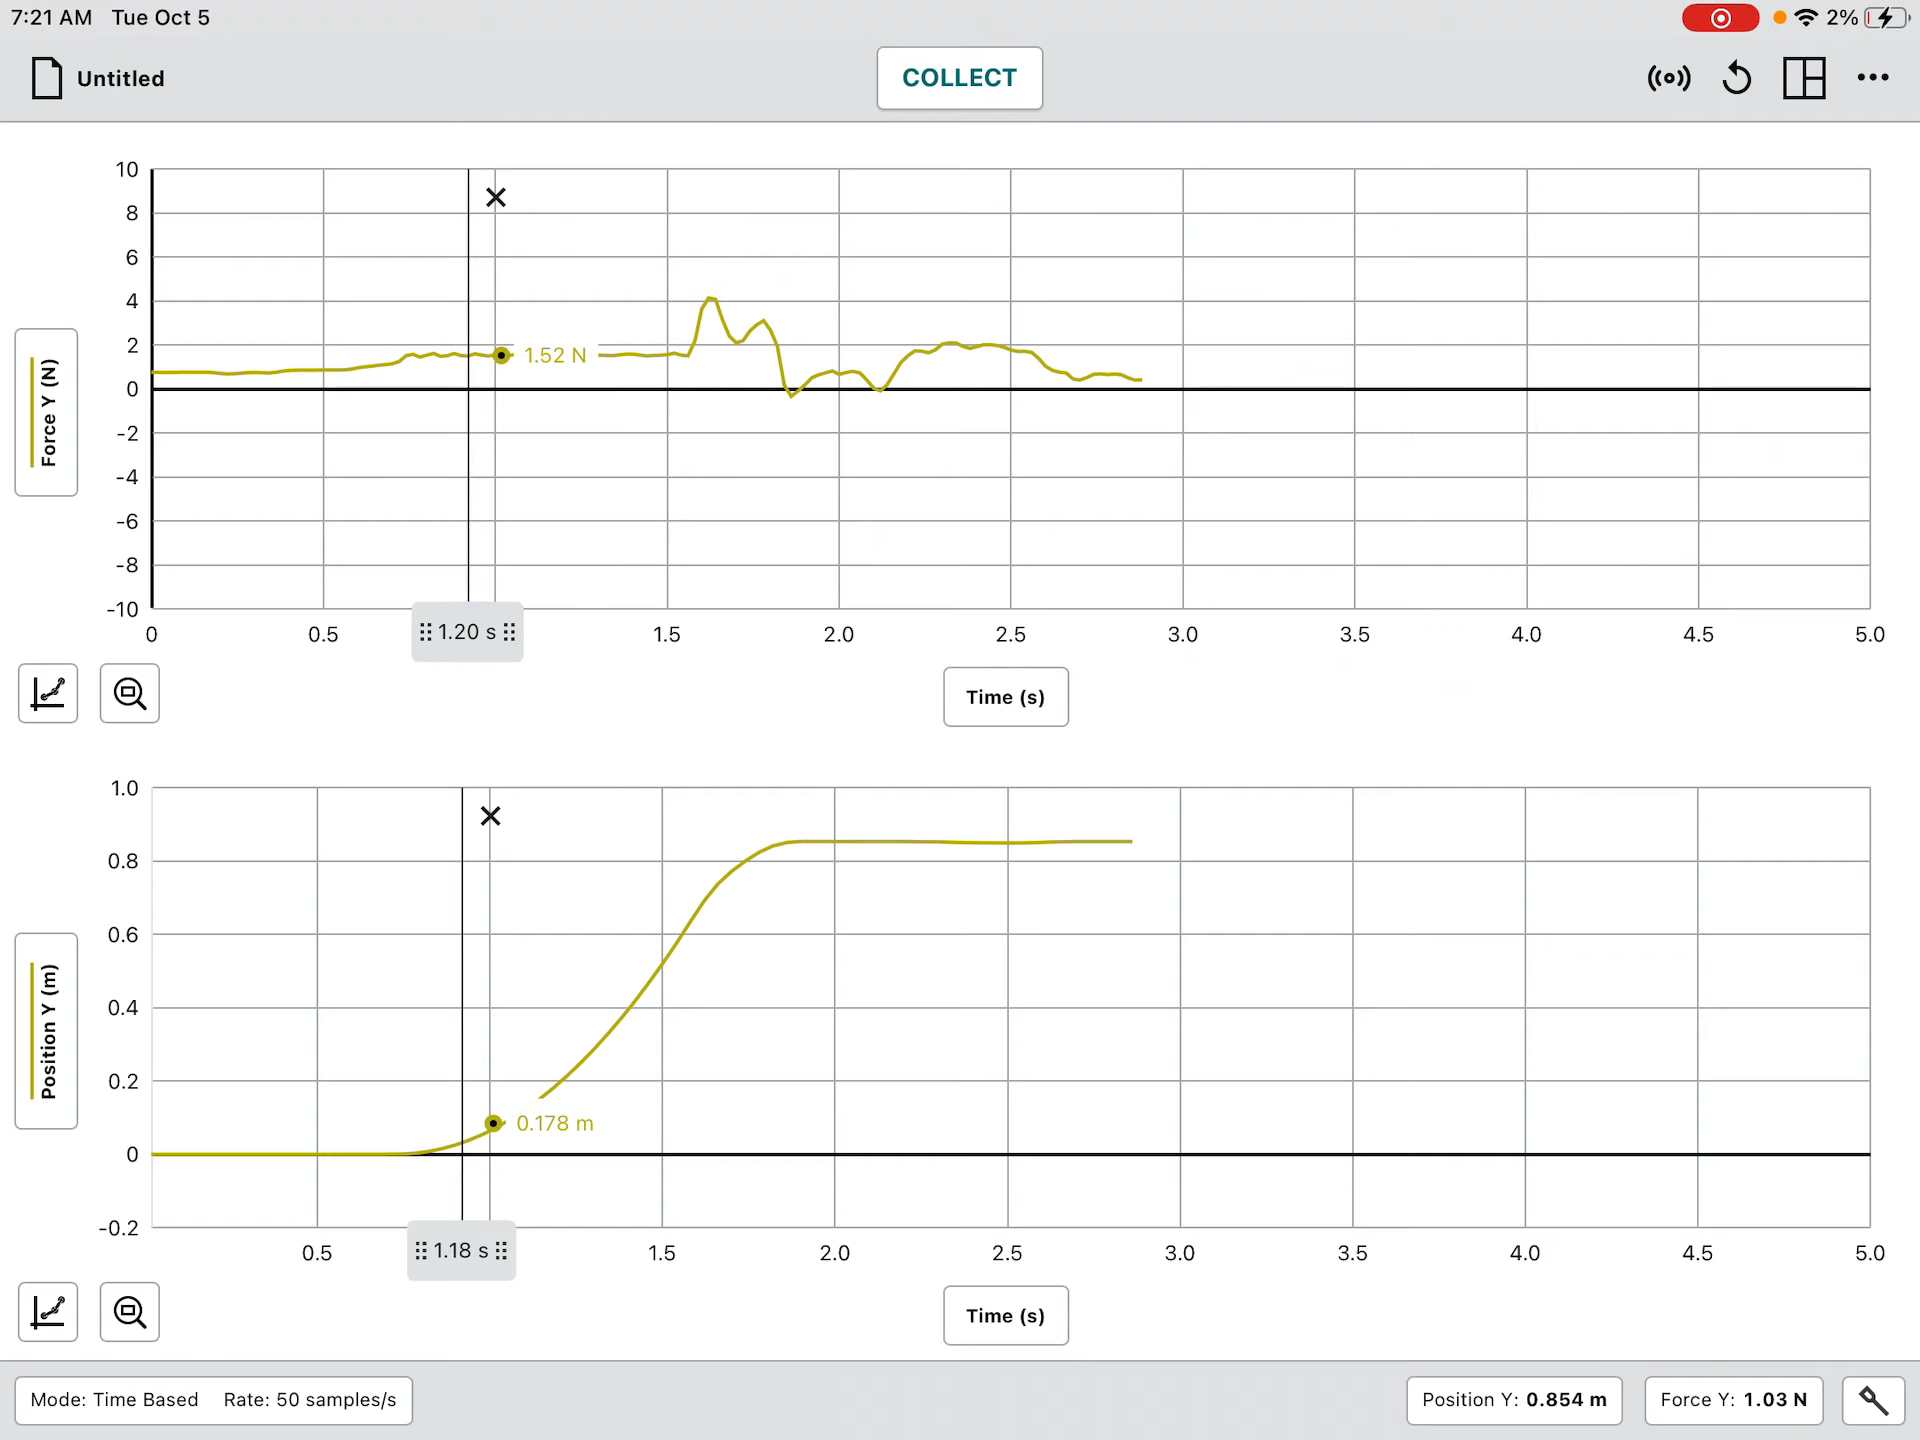 7:21 AM Tue Oct 5
2%
Untitled
COLLECT
10
8
6
4
2
0
-2
-4
-6
-8
-10
Force Y (N)
1.52 N
0 0.5 1.20 s 1.5 2.0 2.5 3.0 3.5 4.0 4.5 5.0
Time (s)
1.0
0.8
0.6
0.4
0.2
0
-0.2
Position Y (m)
0.178 m
0.5 1.18 s 1.5 2.0 2.5 3.0 3.5 4.0 4.5 5.0
Time (s)
Mode: Time Based Rate: 50 samples/s
Position Y: 0.854 m
Force Y: 1.03 N